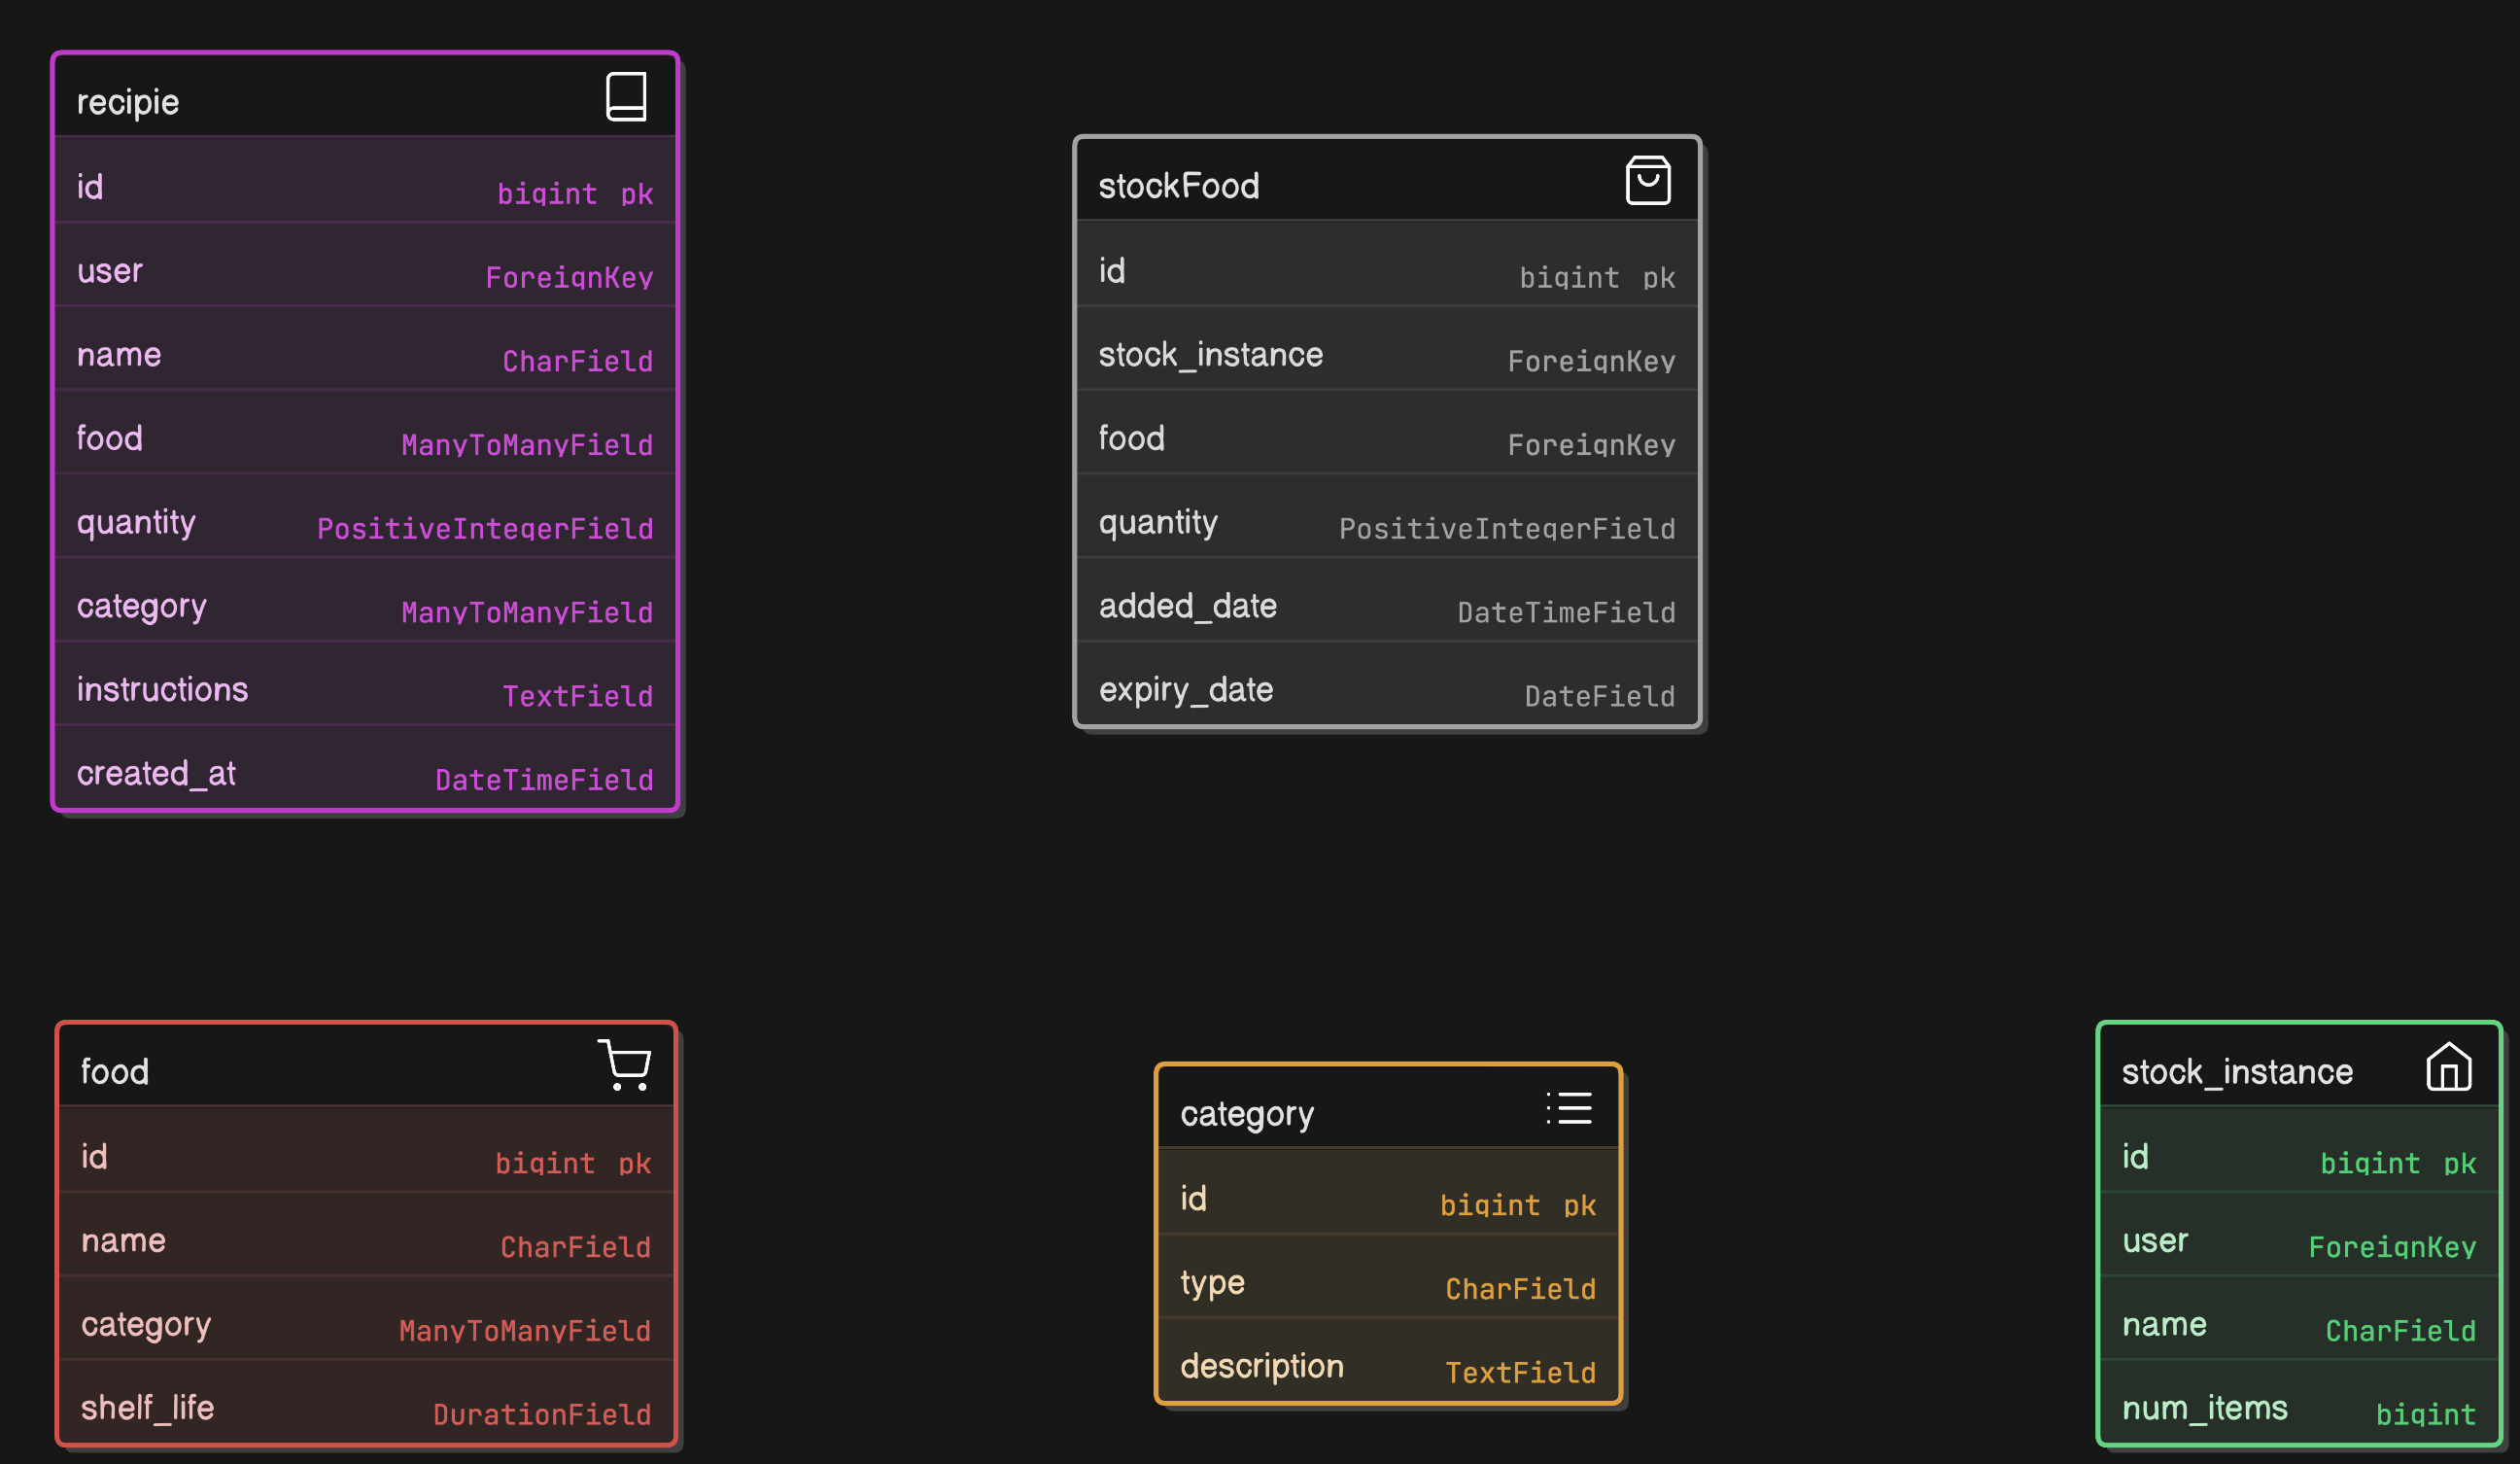 recipie
id bigint pk
user ForeignKey
name CharField
food ManyToManyField
quantity PositiveIntegerField
category ManyToManyField
instructions TextField
created_at DateTimeField
stockFood
id bigint pk
stock_instance ForeignKey
food ForeignKey
quantity PositiveIntegerField
added_date DateTimeField
expiry_date DateField
food
id bigint pk
name CharField
category ManyToManyField
shelf_life DurationField
category
id bigint pk
type CharField
description TextField
stock_instance
id bigint pk
user ForeignKey
name CharField
num_items bigint